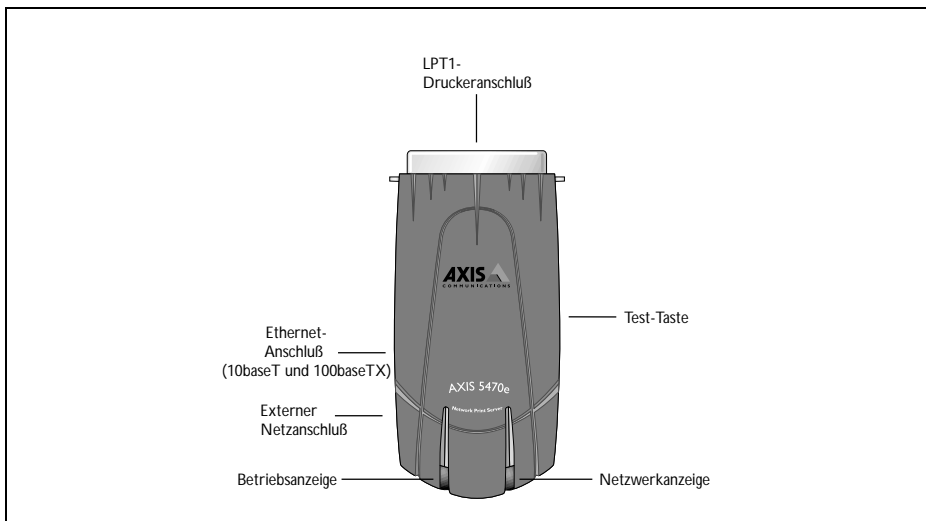 LPT1-
Druckeranschluß
AXIS
COMMUNICATIONS
Test-Taste
Ethernet-
Anschluß
(10baseT und 100baseTX)
AXIS 5470e
Network Print Server
Externer
Netzanschluß
Betriebsanzeige
Netzwerkanzeige